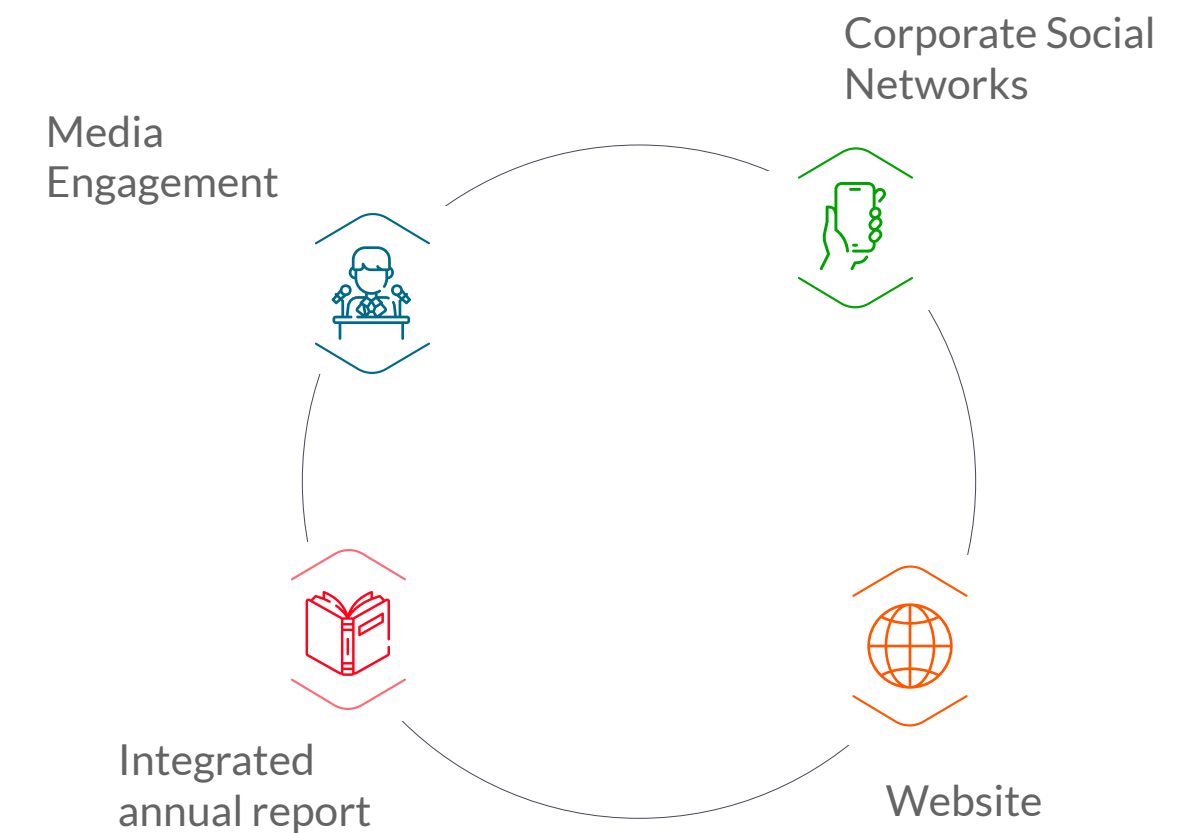 Corporate Social
Networks
Media
Engagement
Integrated
annual report
Website